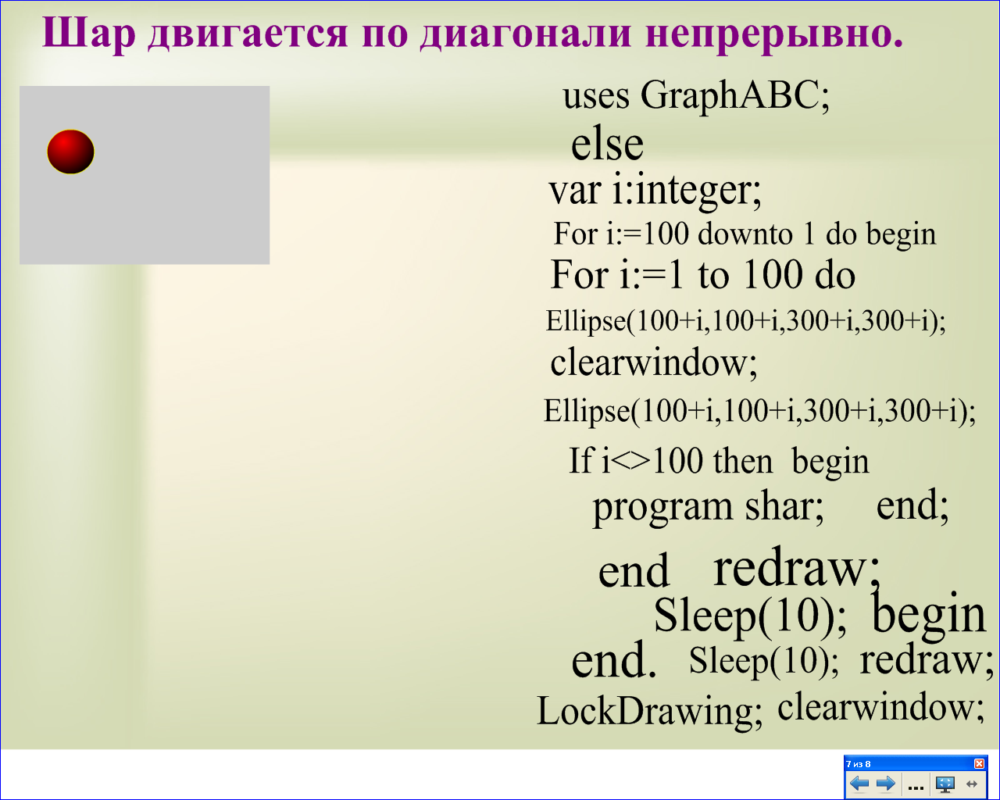 Шар двигается по диагонали непрерывно.
uses GraphABC;
else
var i:integer;
For i:=100 downto 1 do begin
For i:=1 to 100 do
Ellipse(100+i,100+i,300+i,300+i);
clearwindow;
Ellipse(100+i,100+i,300+i,300+i);
If i<>100 then begin
program shar; end;
end redraw;
Sleep(10); begin
end. Sleep(10); redraw;
LockDrawing; clearwindow;
7 из 8